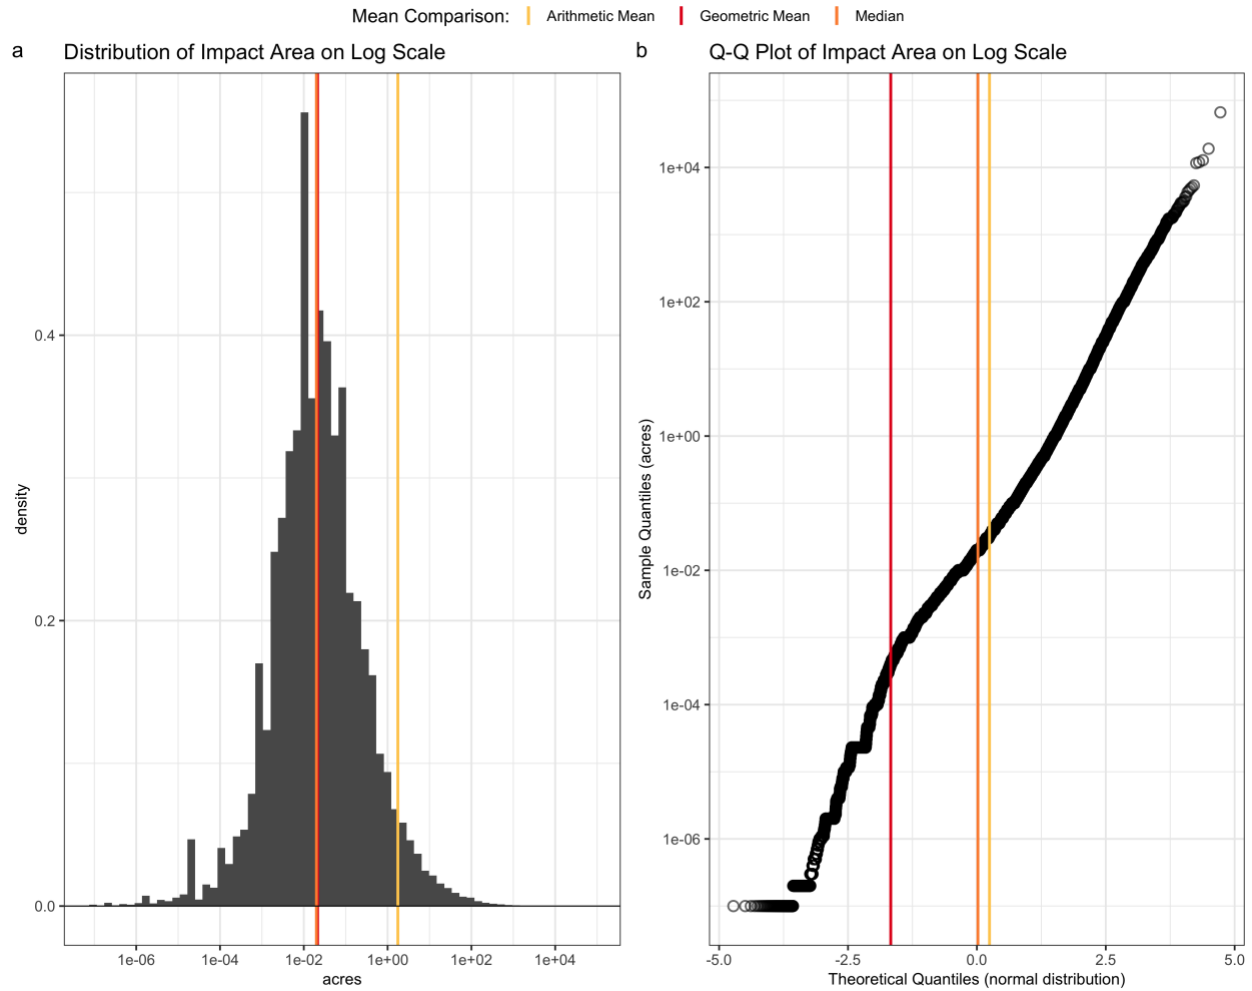 Mean Comparison: Arithmetic Mean Geometric Mean Median
a Distribution of Impact Area on Log Scale
0.4
0.2
0.0
density
1e-06 1e-04 1e-02 1e+00 1e+02 1e+04
acres
b Q-Q Plot of Impact Area on Log Scale
1e+04
1e+02
1e+00
1e-02
1e-04
1e-06
Sample Quantiles (acres)
-5.0 -2.5 0.0 2.5 5.0
Theoretical Quantiles (normal distribution)